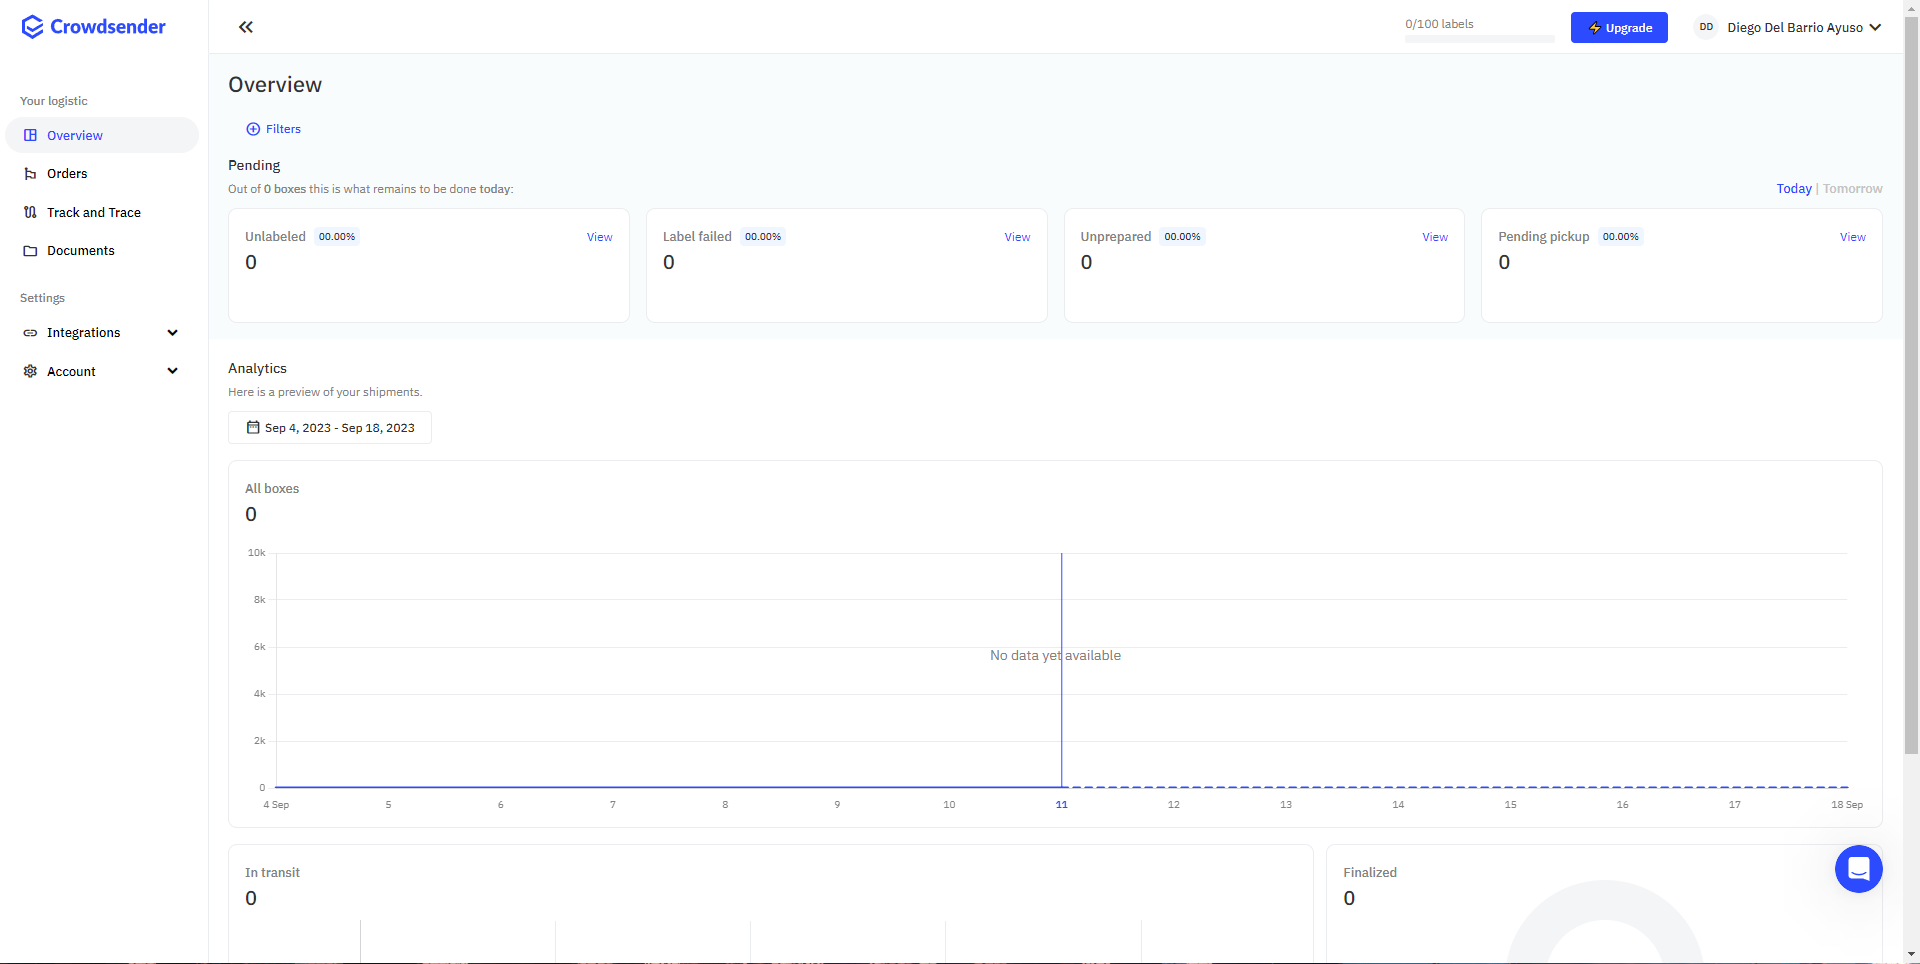 Crowdsender
0/100 labels
Upgrade
DD
Diego Del Barrio Ayuso
Your logistic
Overview
Orders
Track and Trace
Documents
Settings
Integrations
Account
Overview
Filters
Pending
Out of 0 boxes this is what remains to be done today:
Today | Tomorrow
Unlabeled 00.00% View
0
Label failed 00.00% View
0
Unprepared 00.00% View
0
Pending pickup 00.00% View
0
Analytics
Here is a preview of your shipments.
Sep 4, 2023 - Sep 18, 2023
All boxes
0
10k
8k
6k
4k
2k
0
No data yet available
4 Sep 5 6 7 8 9 10 11 12 13 14 15 16 17 18 Sep
In transit
0
Finalized
0